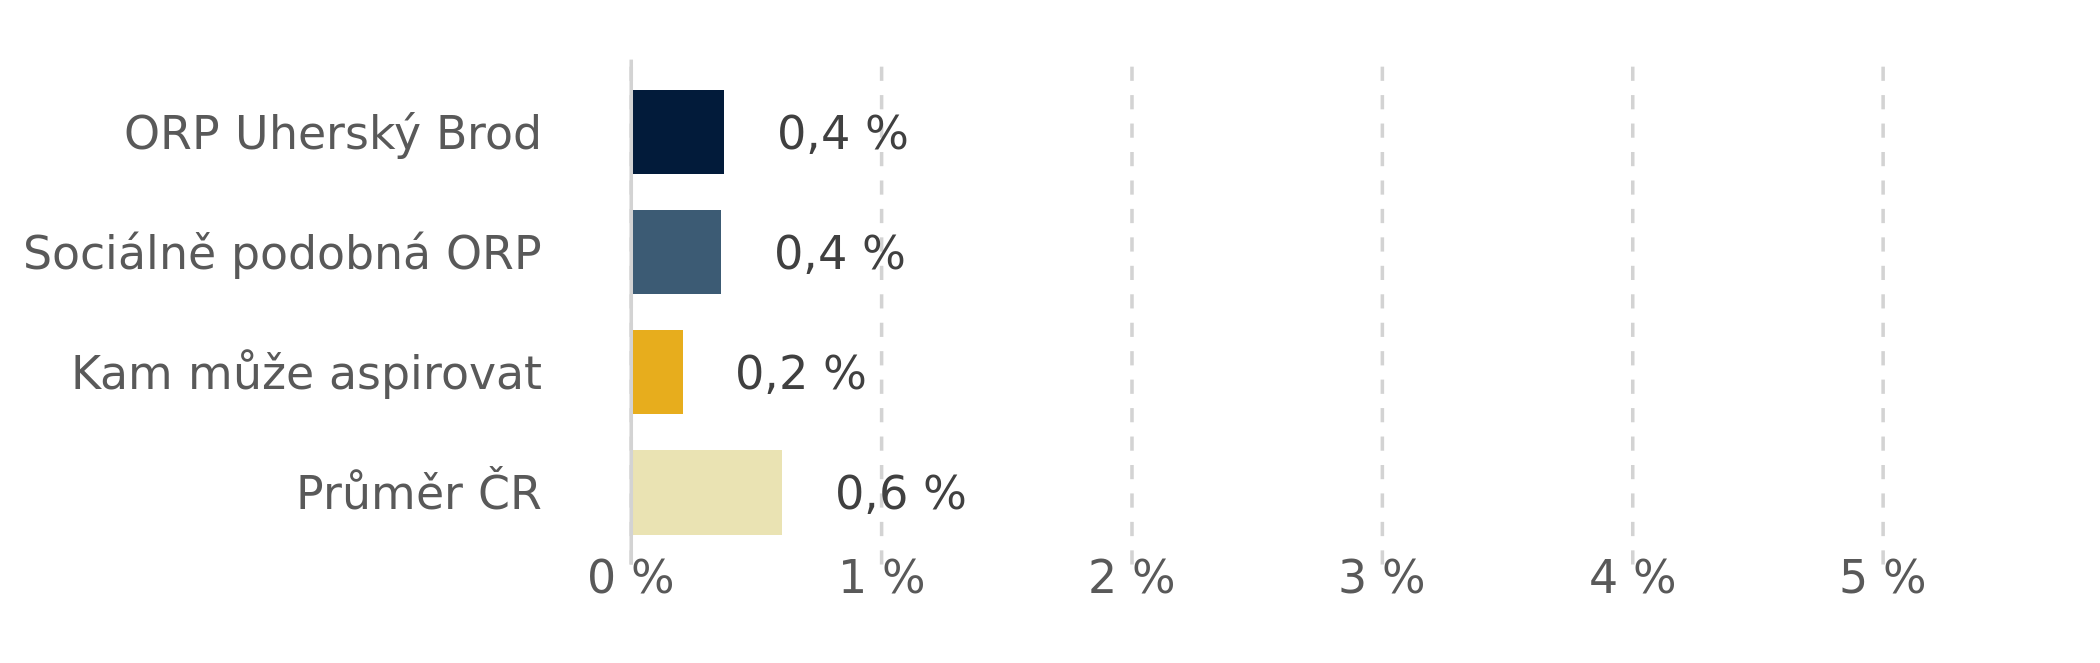 ORP Uherský Brod 0,4 %
Sociálně podobná ORP 0,4 %
Kam může aspirovat 0,2 %
Průměr ČR 0,6 %
0 % 1 % 2 % 3 % 4 % 5 %